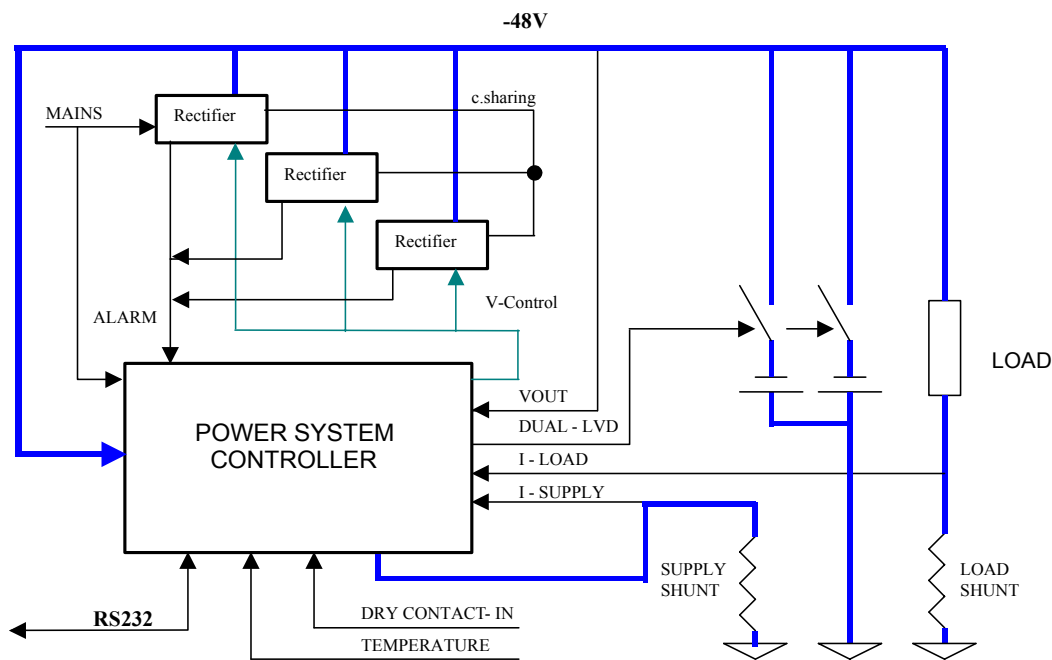 -48V
c.sharing
MAINS
Rectifier
Rectifier
Rectifier
V-Control
ALARM
LOAD
VOUT
DUAL - LVD
POWER SYSTEM
CONTROLLER
I - LOAD
I - SUPPLY
SUPPLY
SHUNT
LOAD
SHUNT
RS232
DRY CONTACT- IN
TEMPERATURE